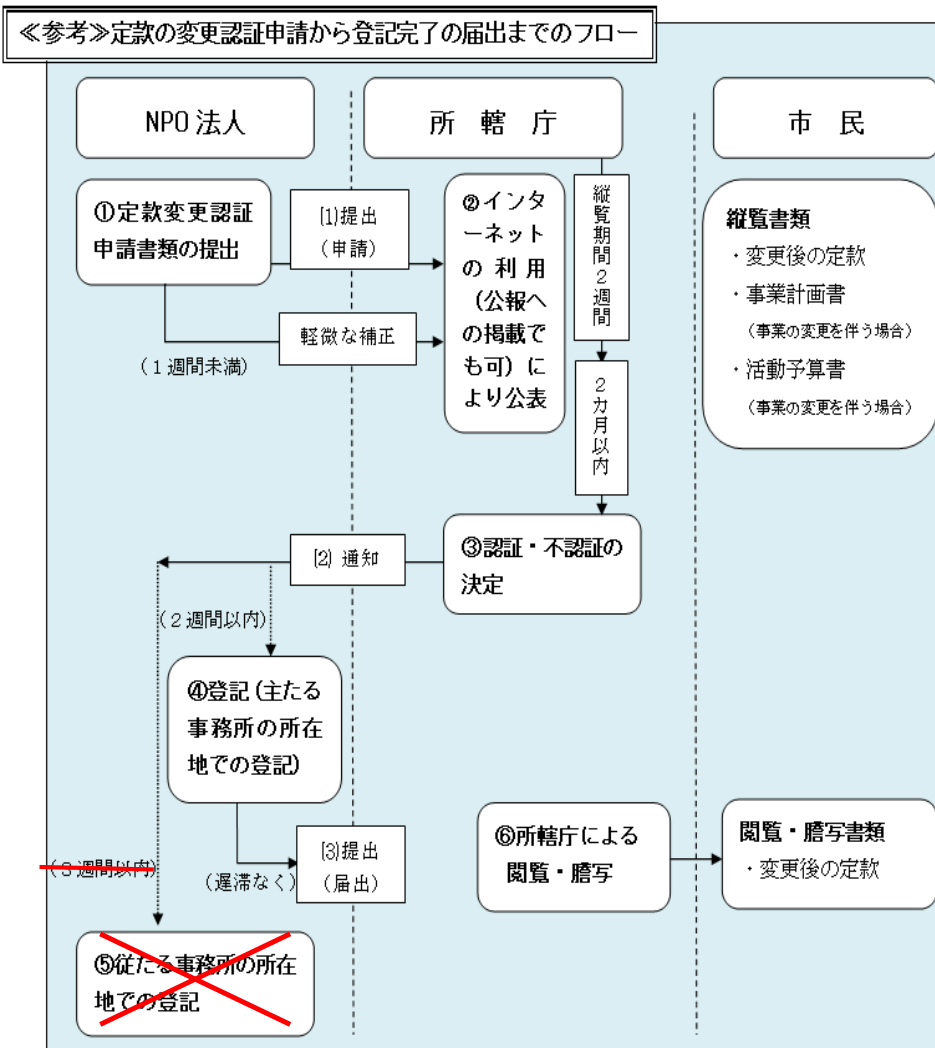 ≪参考≫定款の変更認証申請から登記完了の届出までのフロー
NPO法人
所轄庁
市民
①定款変更認証
申請書類の提出
(1)提出
(申請)
軽微な補正
(1週間未満)
②インタ
ーネット
の利用
(公報へ
の掲載で
も可)に
より公表
縦覧期間2週間
2カ月以内
縦覧書類
・変更後の定款
・事業計画書
(事業の変更を伴う場合)
・活動予算書
(事業の変更を伴う場合)
③認証・不認証の
決定
(2) 通知
(2週間以内)
④登記(主たる
事務所の所在
地での登記)
(3)提出
(届出)
(遅滞なく)
(3週間以内)
⑤従たる事務所の所在
地での登記
⑥所轄庁による
閲覧・謄写
閲覧・謄写書類
・変更後の定款